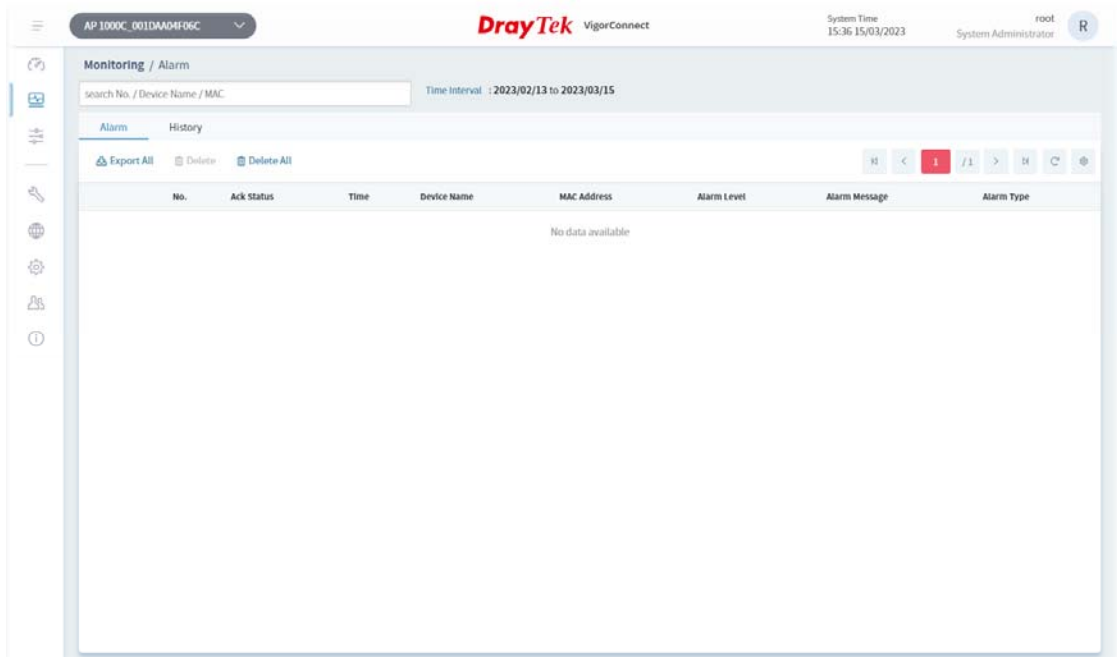 AP 1000C_001DAA04F06C
DrayTek VigorConnect
System Time
15:36 15/03/2023
root
System Administrator
R
Monitoring / Alarm
search No. / Device Name / MAC
Time Interval : 2023/02/13 to 2023/03/15
Alarm History
Export All Delete Delete All
1 / 1
No. Ack Status Time Device Name MAC Address Alarm Level Alarm Message Alarm Type
No data available